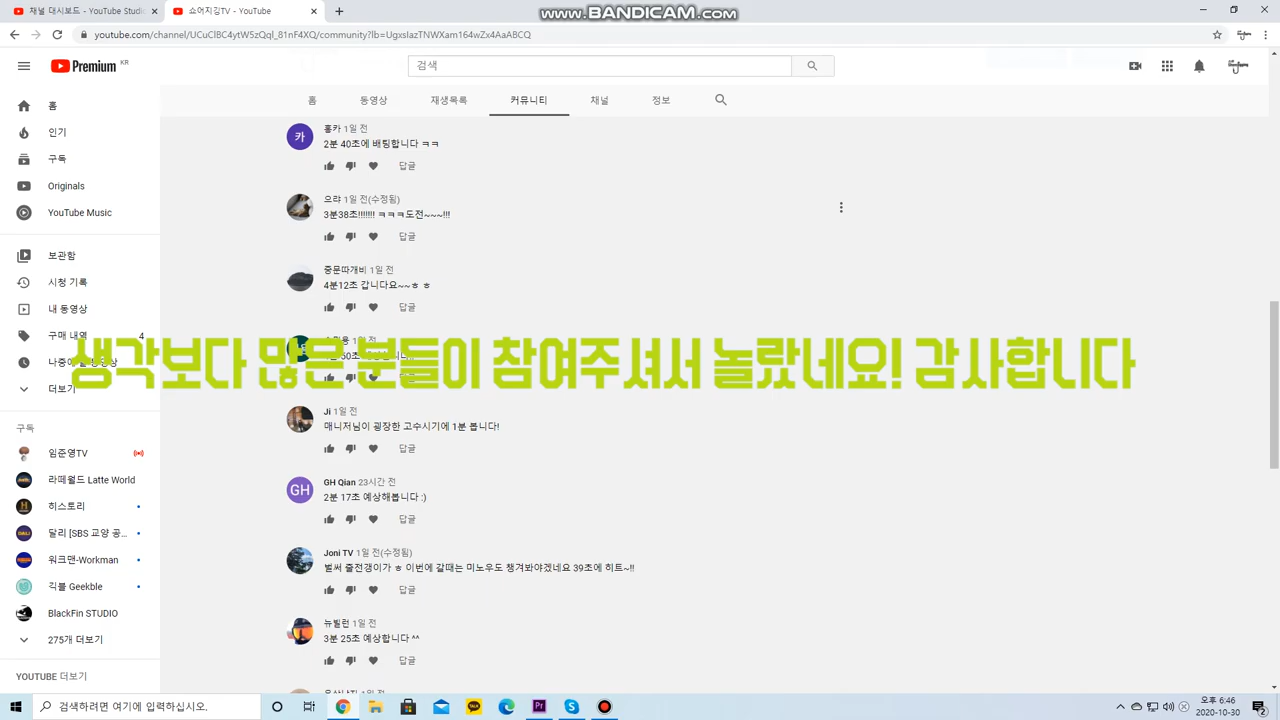 채널 대시보드 - YouTube Studio
쇼어지깅TV - YouTube
www.BANDICAM.com
youtube.com/channel/UCuClBC4ytW5zQql_81nF4XQ/community?lb=UgxslazTNWXam164wZx4AaABCQ
Premium KR
검색
홈
동영상
재생목록
커뮤니티
채널
정보
홈
인기
구독
Originals
YouTube Music
보관함
시청 기록
내 동영상
구매 내역 4
더보기
구독
임준영TV
라떼월드 Latte World
히스토리
달리 [SBS 교양 공...
워크맨-Workman
긱블 Geekble
BlackFin STUDIO
275개 더보기
YOUTUBE 더보기
홍카 1일 전
2분 40초에 배팅합니다 ㅋㅋ
답글
으랴 1일 전(수정됨)
3분38초!!!!!!! ㅋㅋㅋ도전~~~!!!
답글
중문따개비 1일 전
4분12초 갑니다요~~ㅎ ㅎ
답글
생각보다 많은 분들이 참여주셔서 놀랐네요! 감사합니다
Ji 1일 전
매니저님이 굉장한 고수시기에 1분 봅니다!
답글
GH Qian 23시간 전
2분 17초 예상해봅니다 :)
답글
Joni TV 1일 전(수정됨)
벌써 줄전갱이가 ㅎ 이번에 갈때는 미노우도 챙겨봐야겠네요 39초에 히트~!!
답글
뉴빌런 1일 전
3분 25초 예상합니다 ^^
답글
검색하려면 여기에 입력하십시오.
오후 6:46
2020-10-30